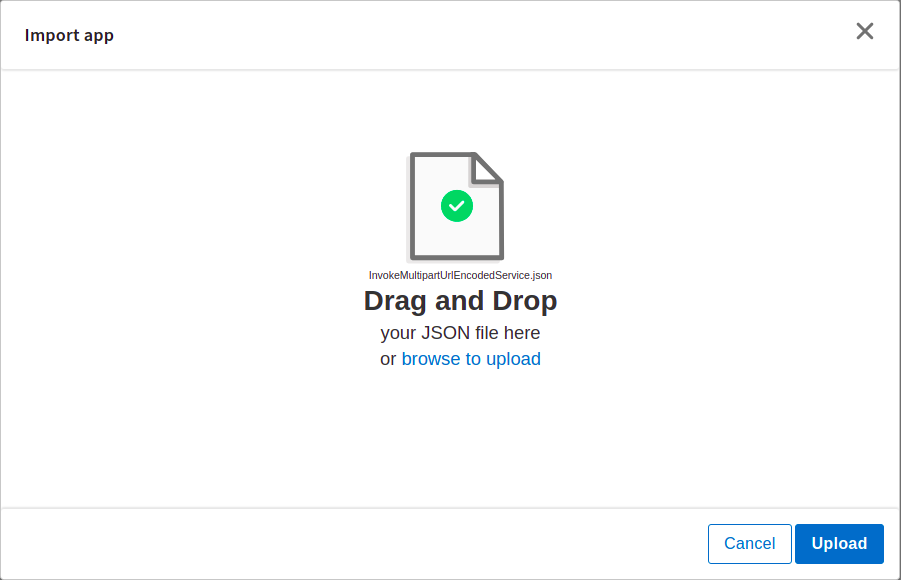 Import app
InvokeMultipartUrlEncodedService.json
Drag and Drop
your JSON file here
or browse to upload
Cancel
Upload